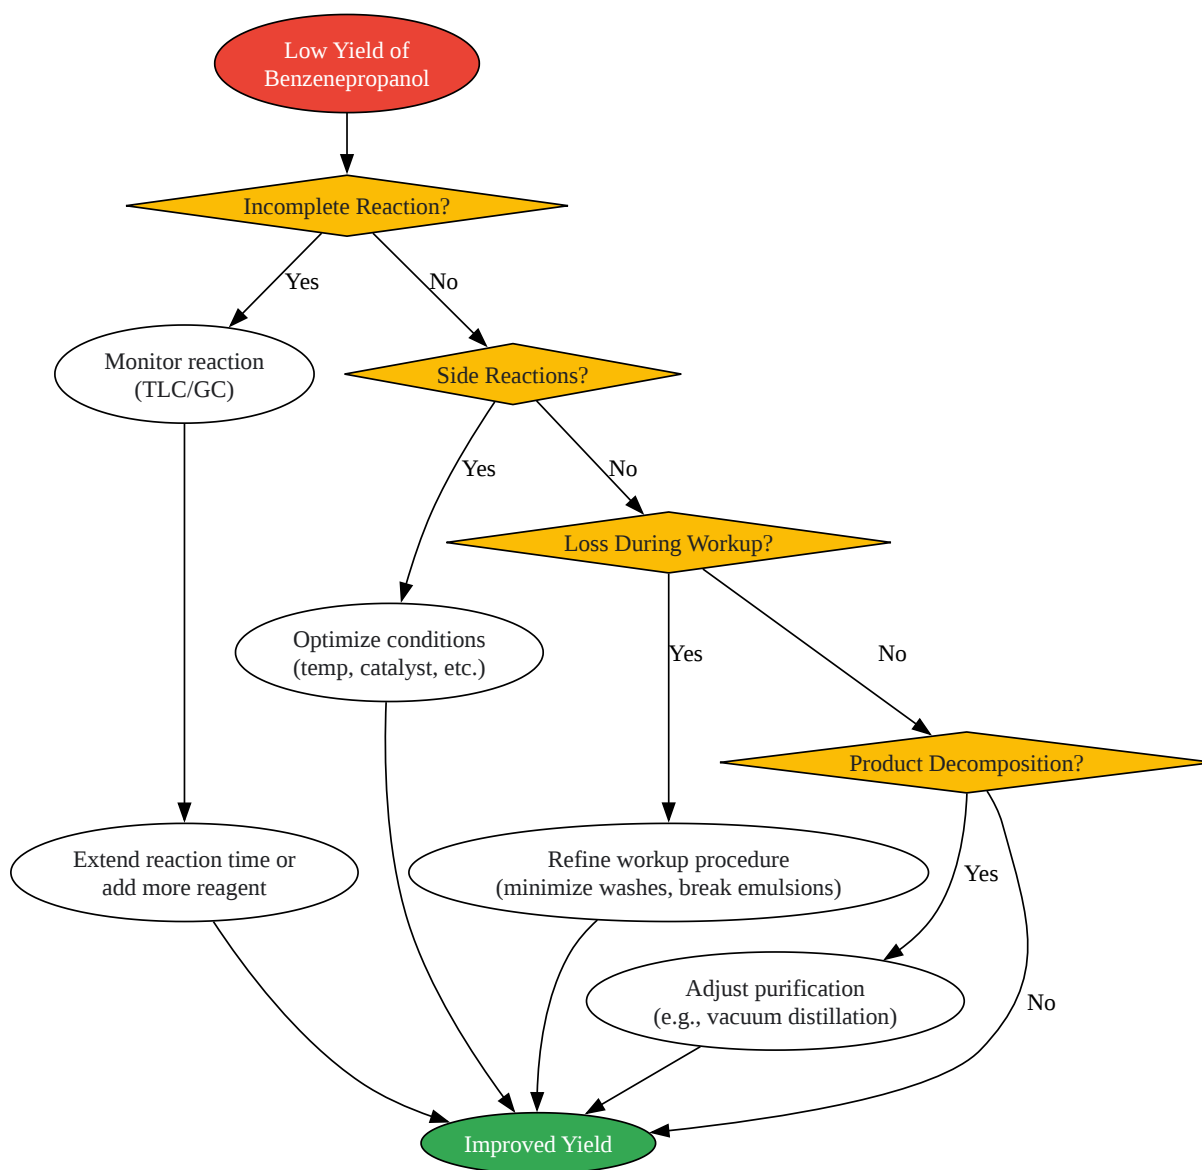 Low Yield of
Benzenepropanol
Incomplete Reaction?
Yes
No
Monitor reaction
(TLC/GC)
Side Reactions?
Yes
No
Loss During Workup?
Optimize conditions
(temp, catalyst, etc.)
Yes
No
Product Decomposition?
Extend reaction time or
add more reagent
Refine workup procedure
(minimize washes, break emulsions)
Yes
Adjust purification
(e.g., vacuum distillation)
No
Improved Yield